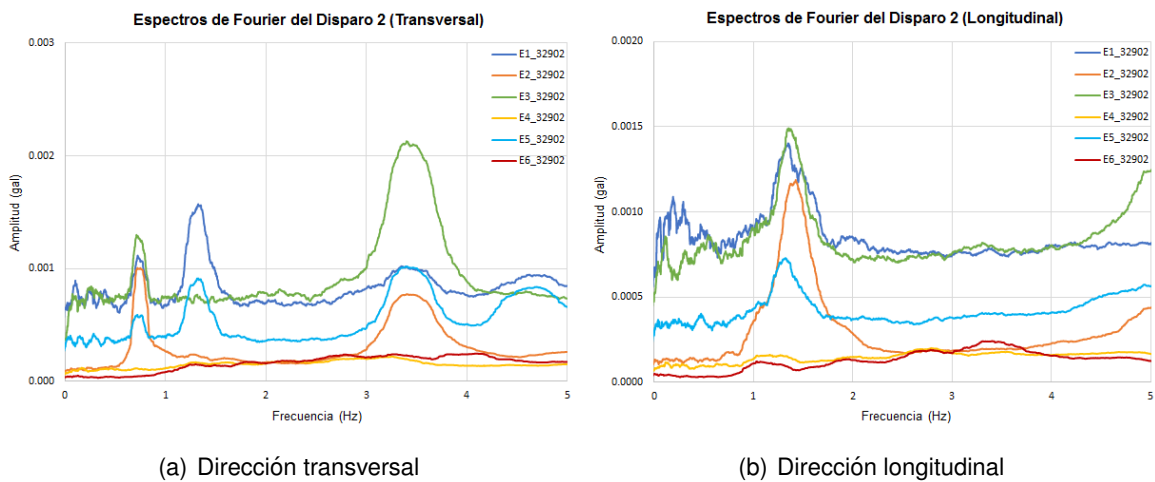 Espectros de Fourier del Disparo 2 (Transversal)
0.003
0.002
0.001
0.000
Amplitud (gal)
0
1
2
3
4
5
Frecuencia (Hz)
E1_32902
E2_32902
E3_32902
E4_32902
E5_32902
E6_32902
(a) Dirección transversal
Espectros de Fourier del Disparo 2 (Longitudinal)
0.0020
0.0015
0.0010
0.0005
0.0000
Amplitud (gal)
0
1
2
3
4
5
Frecuencia (Hz)
E1_32902
E2_32902
E3_32902
E4_32902
E5_32902
E6_32902
(b) Dirección longitudinal